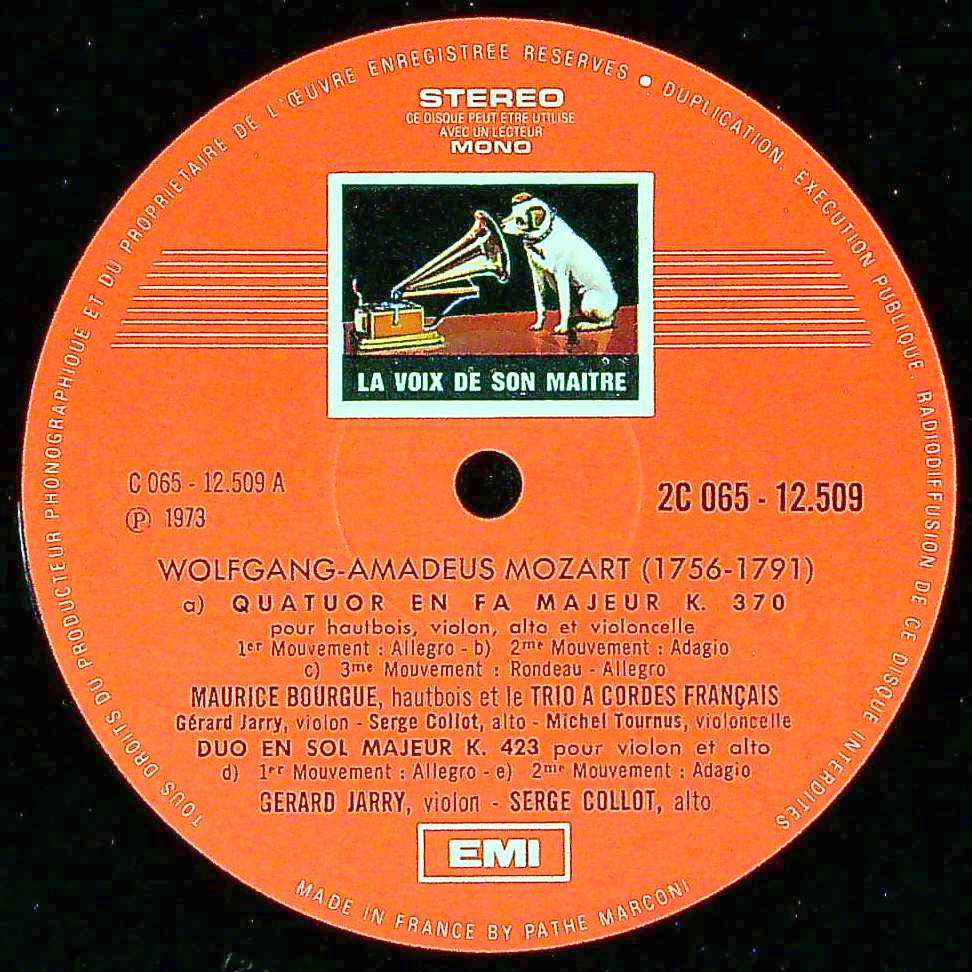 TOUS DROITS DU PRODUCTEUR PHONOGRAPHIQUE ET DU PROPRIETAIRE DE L'ŒUVRE ENREGISTREE RESERVES • DUPLICATION. EXECUTION PUBLIQUE. RADIODIFFUSION DE CE DISQUE INTERDITES
STEREO
CE DISQUE PEUT ETRE UTILISE
AVEC UN LECTEUR
MONO
LA VOIX DE SON MAITRE
C 065 - 12.509 A
Ⓟ 1973
2C 065 - 12.509
WOLFGANG-AMADEUS MOZART (1756-1791)
a) QUATUOR EN FA MAJEUR K. 370
pour hautbois, violon, alto et violoncelle
1er Mouvement : Allegro - b) 2me Mouvement : Adagio
c) 3me Mouvement : Rondeau - Allegro
MAURICE BOURGUE, hautbois et le TRIO A CORDES FRANÇAIS
Gérard Jarry, violon - Serge Collot, alto - Michel Tournus, violoncelle
DUO EN SOL MAJEUR K. 423 pour violon et alto
d) 1er Mouvement : Allegro - e) 2me Mouvement : Adagio
GERARD JARRY, violon - SERGE COLLOT, alto
EMI
MADE IN FRANCE BY PATHE MARCONI